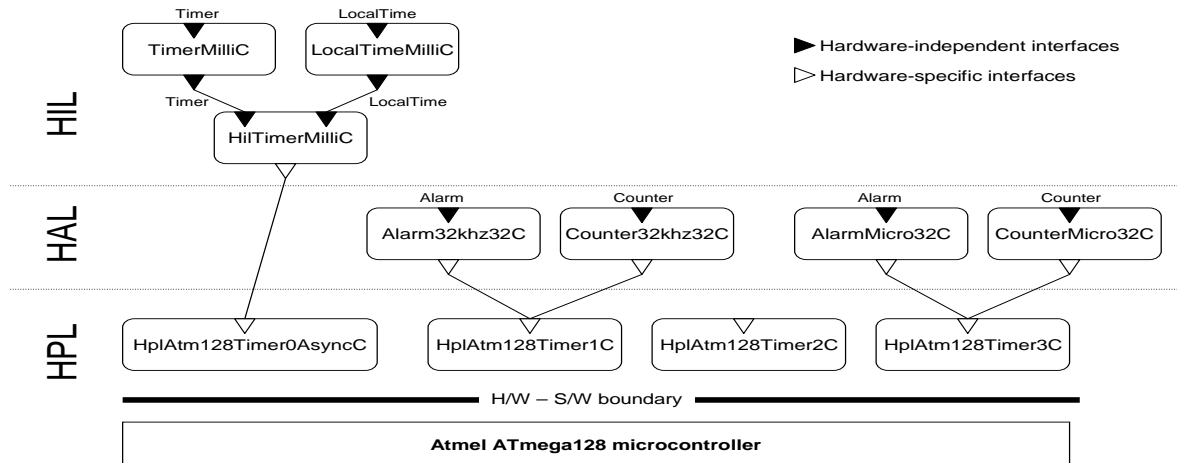 Timer
LocalTime
TimerMilliC
LocalTimeMilliC
Hardware-independent interfaces
Hardware-specific interfaces
Timer
LocalTime
HIL
HilTimerMilliC
Alarm
Counter
Alarm
Counter
HAL
Alarm32khz32C
Counter32khz32C
AlarmMicro32C
CounterMicro32C
HPL
HplAtm128Timer0AsyncC
HplAtm128Timer1C
HplAtm128Timer2C
HplAtm128Timer3C
H/W – S/W boundary
Atmel ATmega128 microcontroller